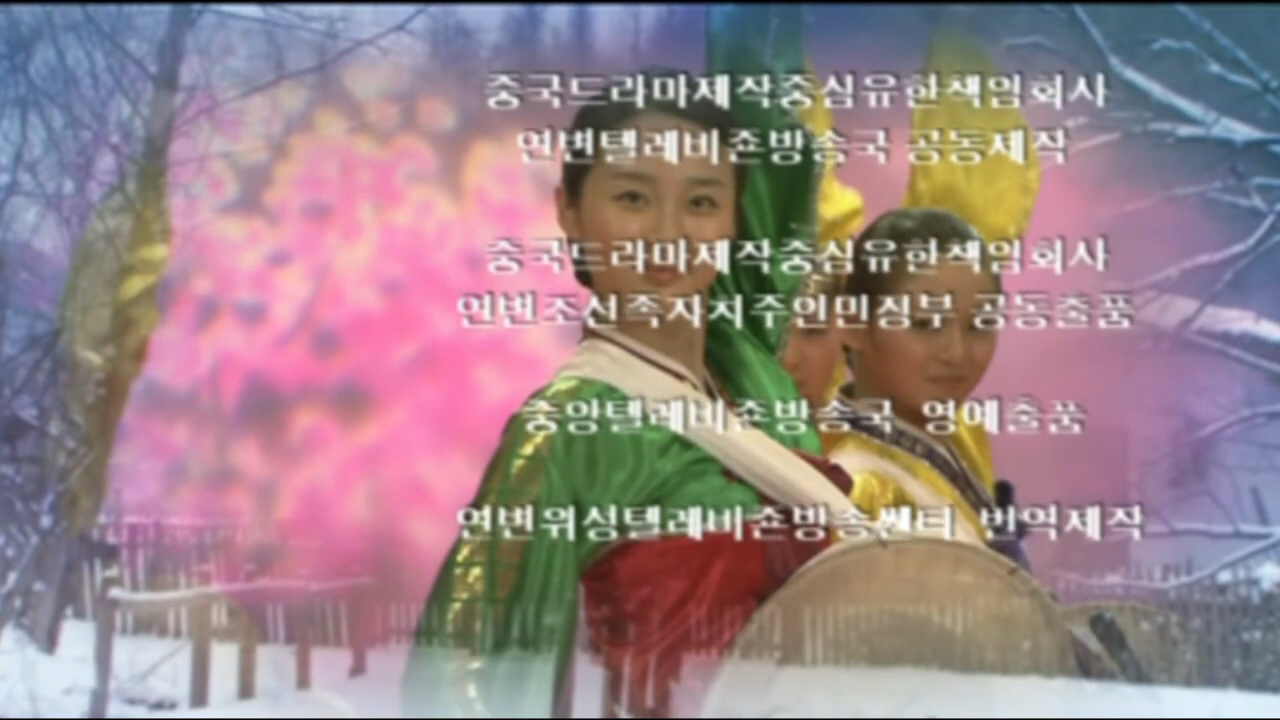 중국드라마제작중심유한책임회사
연변텔레비죤방송국 공동제작
중국드라마제작중심유한책임회사
연변조선족자치주인민정부 공동출품
중앙텔레비죤방송국 영예출품
연변위성텔레비죤방송쎈터 번역제작